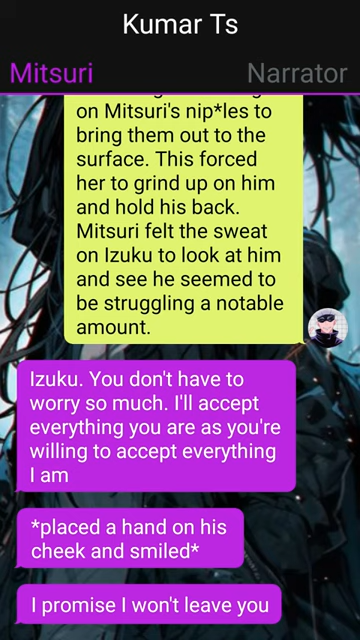 Kumar Ts
Mitsuri
Narrator
on Mitsuri's nip*les to
bring them out to the
surface. This forced
her to grind up on him
and hold his back.
Mitsuri felt the sweat
on Izuku to look at him
and see he seemed to
be struggling a notable
amount.
Izuku. You don't have to
worry so much. I'll accept
everything you are as you're
willing to accept everything
I am
*placed a hand on his
cheek and smiled*
I promise I won't leave you